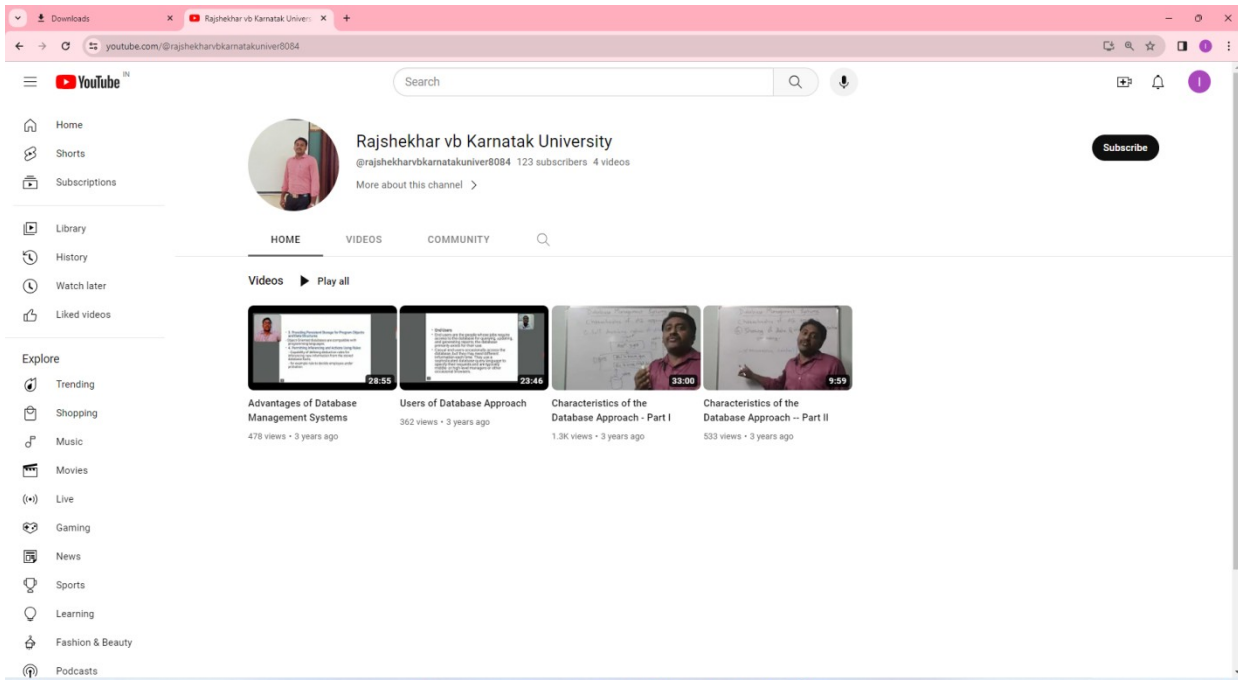 Downloads
Rajshekhar vb Karnatak Univers
youtube.com/@rajshekharvbkarnatakuniver8084
YouTube IN
Search
I
Home
Shorts
Subscriptions
Library
History
Watch later
Liked videos
Explore
Trending
Shopping
Music
Movies
Live
Gaming
News
Sports
Learning
Fashion & Beauty
Podcasts
Rajshekhar vb Karnatak University
@rajshekharvbkarnatakuniver8084 123 subscribers 4 videos
More about this channel
Subscribe
HOME VIDEOS COMMUNITY
Videos Play all
28:55
Advantages of Database
Management Systems
478 views • 3 years ago
23:46
Users of Database Approach
362 views • 3 years ago
33:00
Characteristics of the
Database Approach - Part I
1.3K views • 3 years ago
9:59
Characteristics of the
Database Approach -- Part II
533 views • 3 years ago